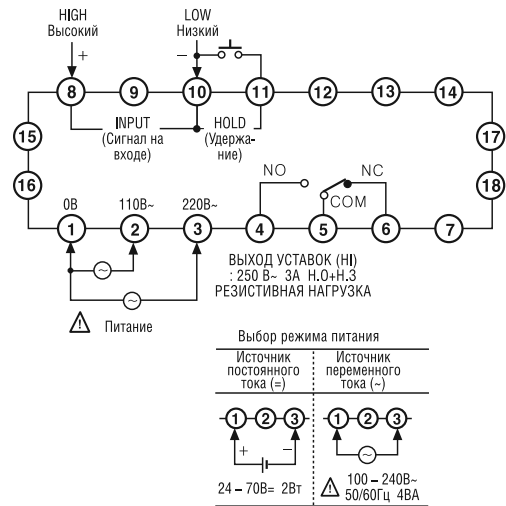 HIGH
Высокий
LOW
Низкий
+
−
8 9 10 11 12 13 14
INPUT
(Сигнал на
входе)
HOLD
(Удержа-
ние)
15
16
17
18
NO
NC
COM
0В 110В~ 220В~
1 2 3 4 5 6 7
ВЫХОД УСТАВОК (HI)
: 250 В~ 3А Н.О+Н.З
РЕЗИСТИВНАЯ НАГРУЗКА
Питание
Выбор режима питания
Источник
постоянного
тока (=)
Источник
переменного
тока (~)
1 2 3
1 2 3
+ −
24 – 70В= 2Вт
100 – 240В~
50/60Гц 4ВА